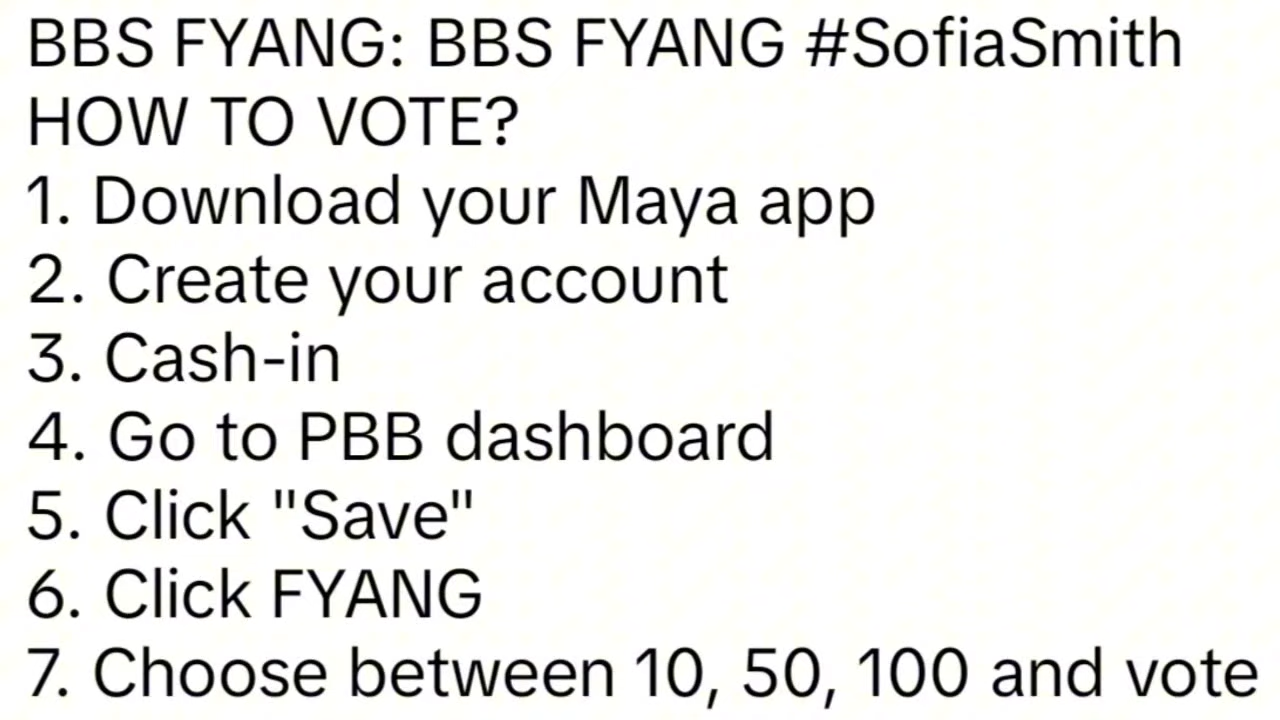 BBS FYANG: BBS FYANG #SofiaSmith
HOW TO VOTE?
1. Download your Maya app
2. Create your account
3. Cash-in
4. Go to PBB dashboard
5. Click "Save"
6. Click FYANG
7. Choose between 10, 50, 100 and vote